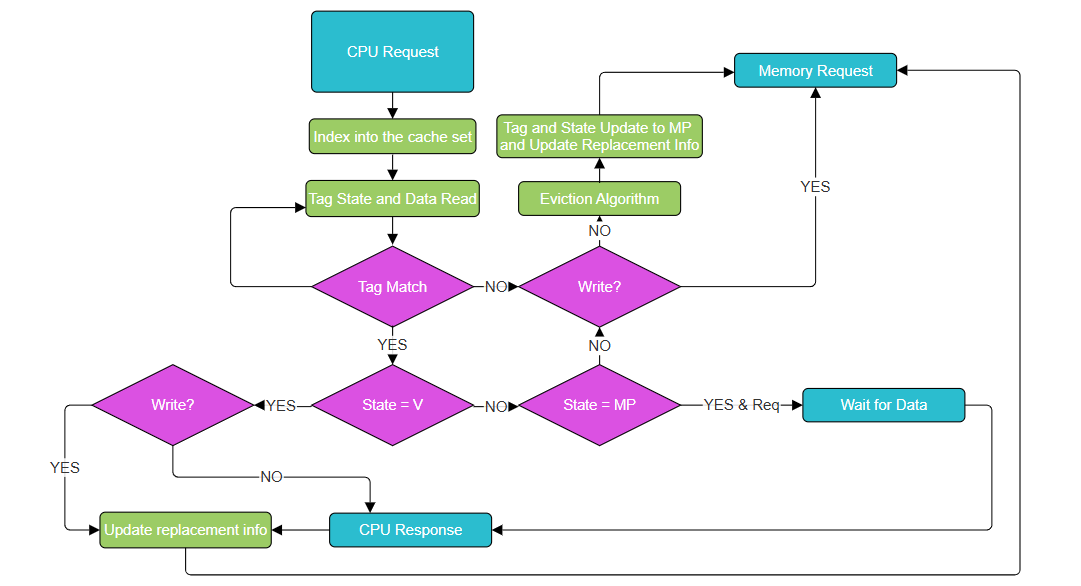 CPU Request
Memory Request
Index into the cache set
Tag and State Update to MP
and Update Replacement Info
YES
Tag State and Data Read
Eviction Algorithm
NO
Tag Match
NO
Write?
YES
NO
Write?
YES
State = V
NO
State = MP
YES & Req
Wait for Data
YES
NO
Update replacement info
CPU Response